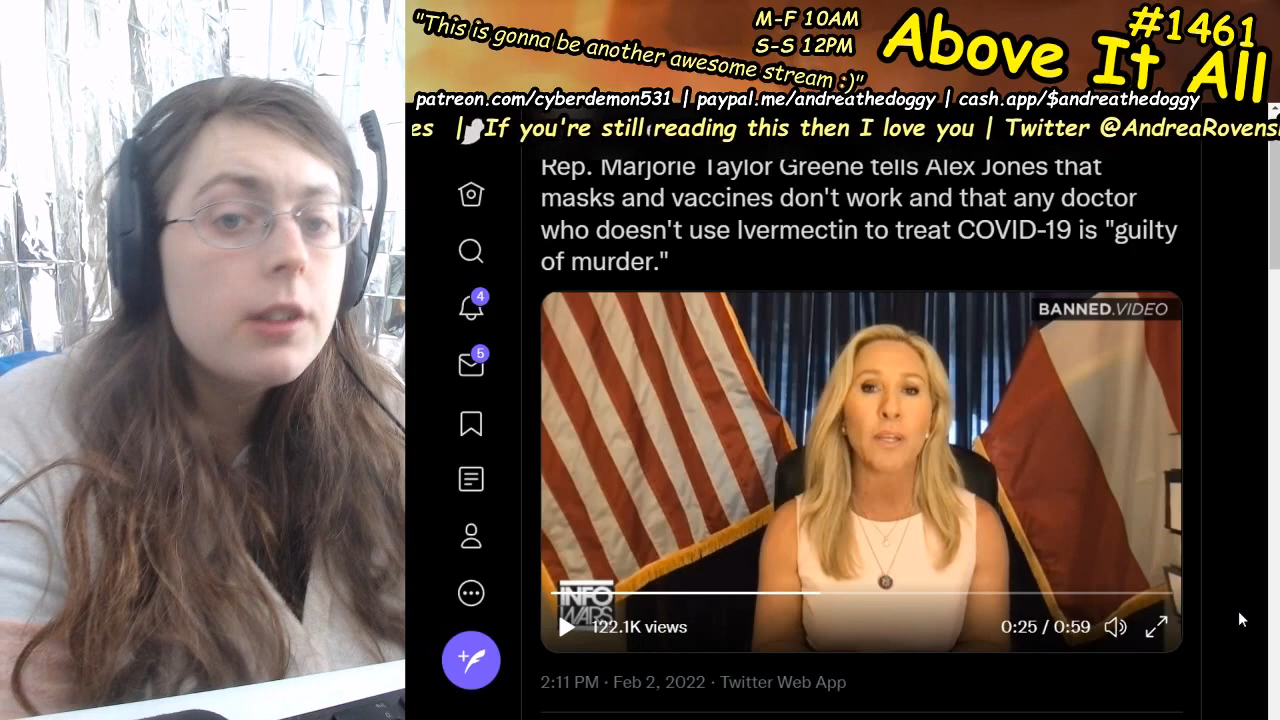 "This is gonna be another awesome stream :)"
M-F 10AM
S-S 12PM
Above It All
#1461
patreon.com/cyberdemon531 | paypal.me/andreathedoggy | cash.app/$andreathedoggy
es | If you're still reading this then I love you | Twitter @AndreaRovens
Rep. Marjorie Taylor Greene tells Alex Jones that
masks and vaccines don't work and that any doctor
who doesn't use Ivermectin to treat COVID-19 is "guilty
of murder."
BANNED.VIDEO
4
5
INFO
WARS
122.1K views
0:25 / 0:59
2:11 PM · Feb 2, 2022 · Twitter Web App